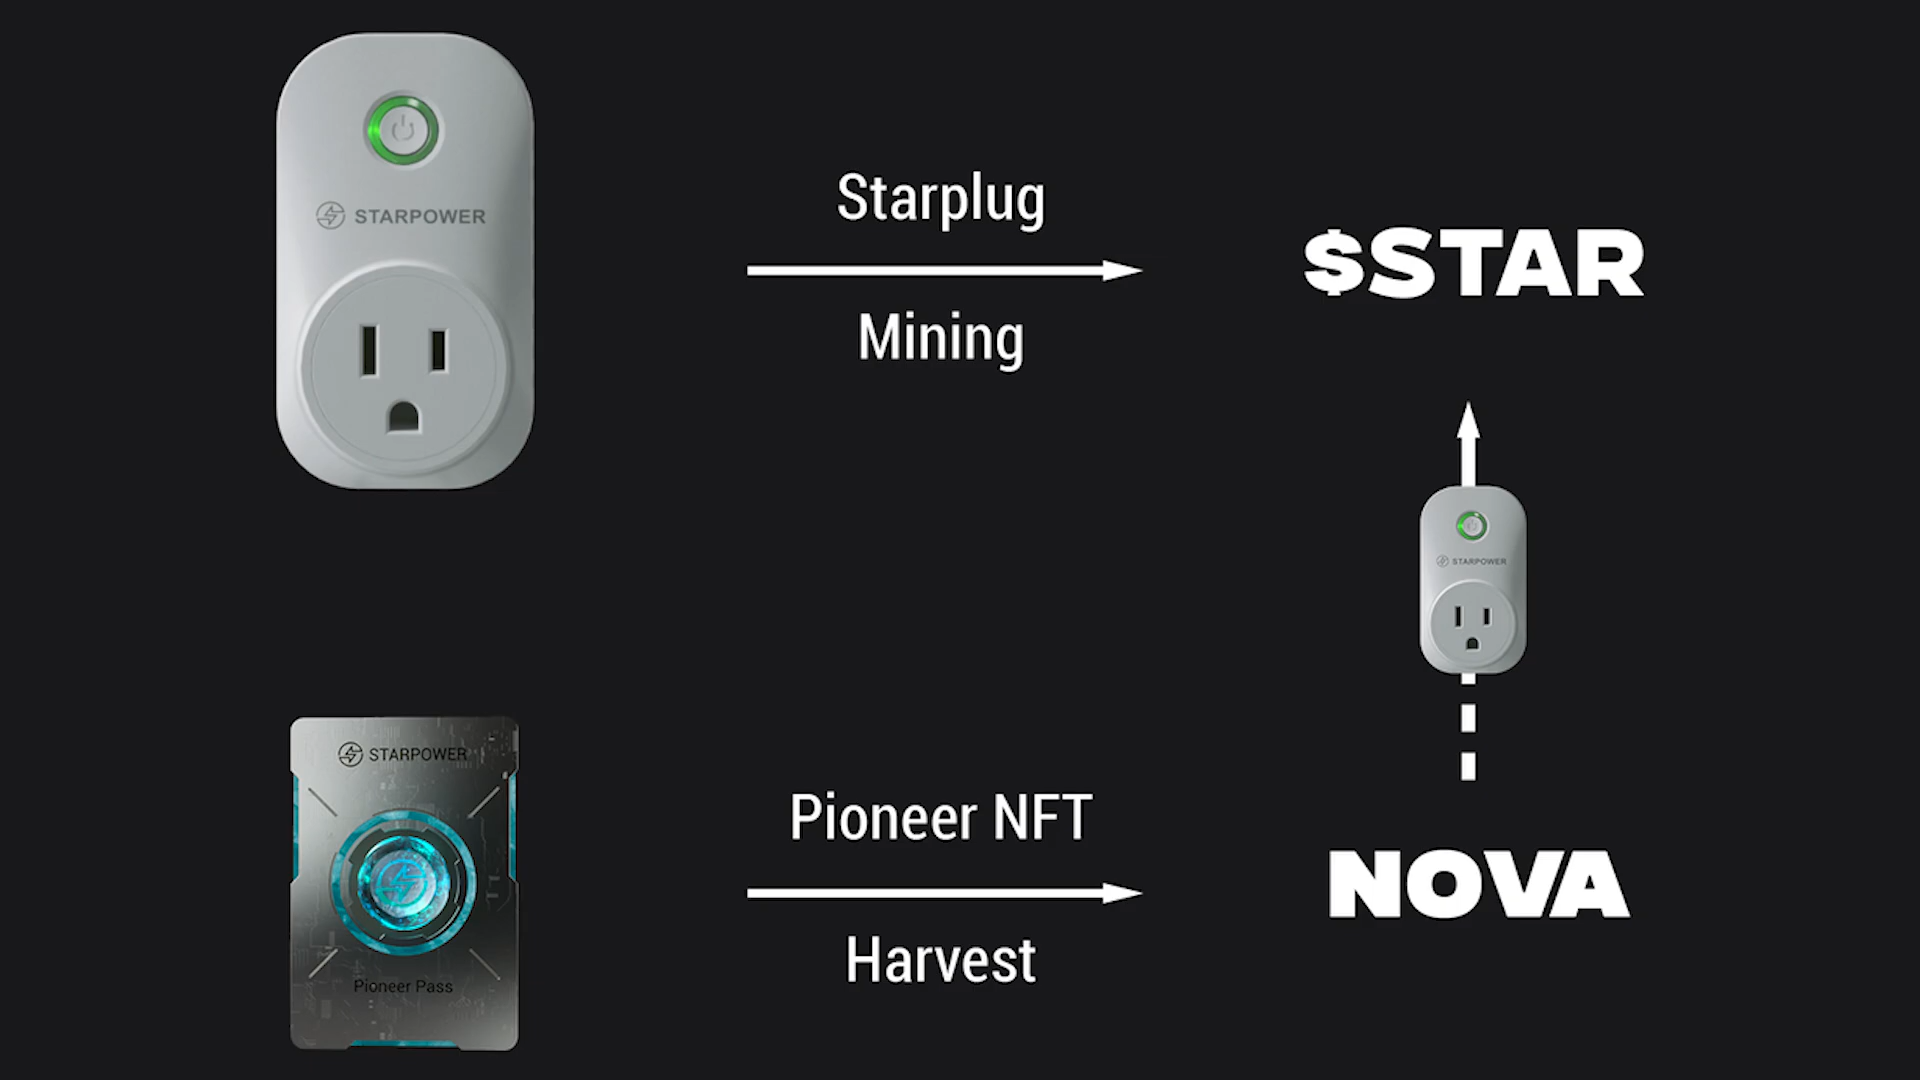 STARPOWER
Starplug
Mining
$STAR
STARPOWER
STARPOWER
Pioneer Pass
Pioneer NFT
Harvest
NOVA